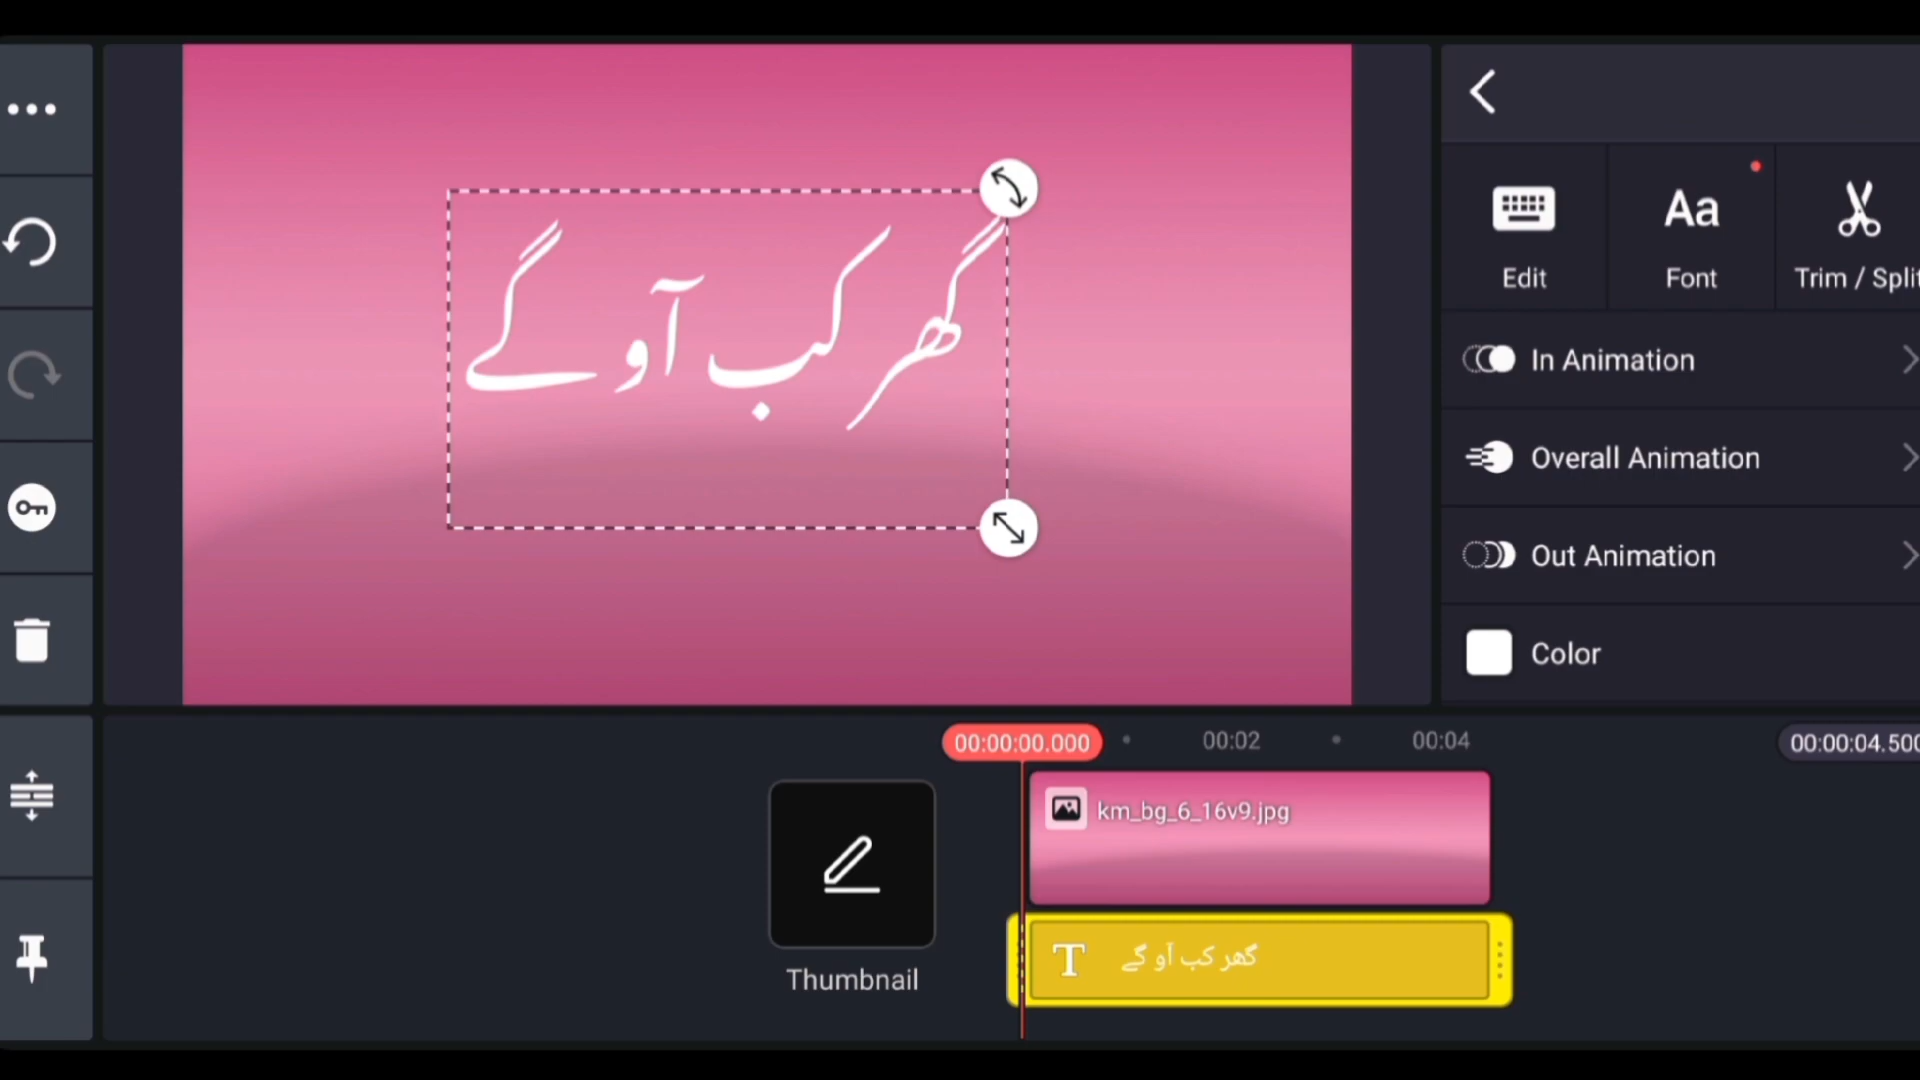 گھر کب آو گے
Edit
Font
Trim / Split
In Animation
Overall Animation
Out Animation
Color
00:00:00.000
00:02
00:04
00:00:04.500
km_bg_6_16v9.jpg
گھر کب آو گے
Thumbnail